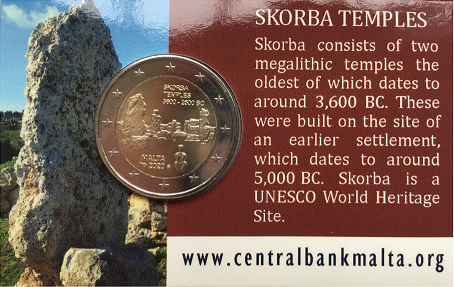 SKORBA TEMPLES
Skorba consists of two
megalithic temples the
oldest of which dates to
around 3,600 BC. These
were built on the site of
an earlier settlement,
which dates to around
5,000 BC. Skorba is a
UNESCO World Heritage
Site.
www.centralbankmalta.org
SKORBA
TEMPLES
3600 - 2500 BC
MALTA
2020